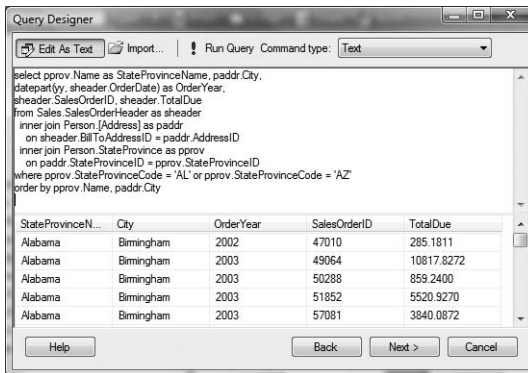 Query Designer
Edit As Text Import... ! Run Query Command type: Text
select pprov.Name as StateProvinceName, paddr.City,
datepart(yy, sheader.OrderDate) as OrderYear,
sheader.SalesOrderID, sheader.TotalDue
from Sales.SalesOrderHeader as sheader
inner join Person.[Address] as paddr
on sheader.BillToAddressID = paddr.AddressID
inner join Person.StateProvince as pprov
on paddr.StateProvinceID = pprov.StateProvinceID
where pprov.StateProvinceCode = 'AL' or pprov.StateProvinceCode = 'AZ'
order by pprov.Name, paddr.City
StateProvinceN... City OrderYear SalesOrderID TotalDue
Alabama Birmingham 2002 47010 285.1811
Alabama Birmingham 2003 49064 10817.8272
Alabama Birmingham 2003 50288 859.2400
Alabama Birmingham 2003 51852 5520.9270
Alabama Birmingham 2003 57081 3840.0872
Help Back Next > Cancel